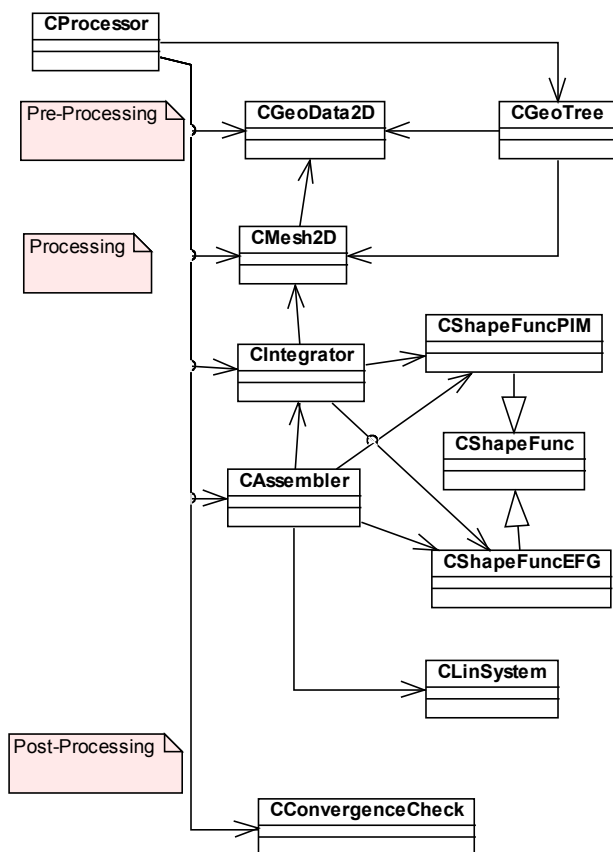 CProcessor
Pre-Processing
CGeoData2D
CGeoTree
Processing
CMesh2D
CShapeFuncPIM
CIntegrator
CShapeFunc
CAssembler
CShapeFuncEFG
CLinSystem
Post-Processing
CConvergenceCheck